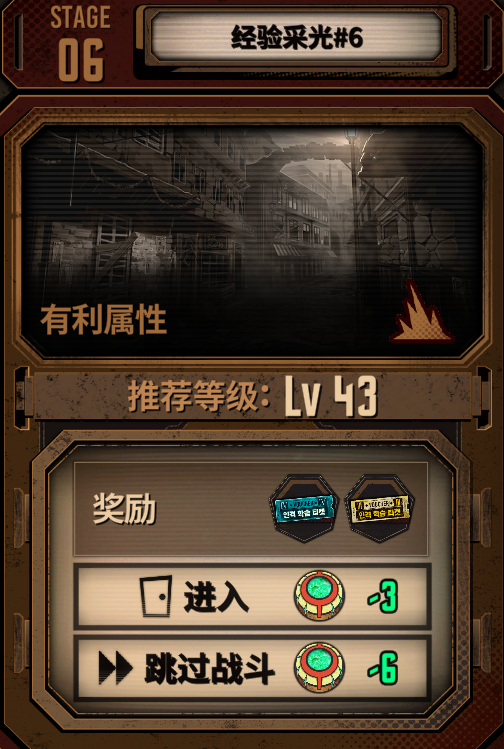 STAGE
06
经验采光#6
有利属性
推荐等级: Lv 43
奖励
인격 학습 티켓
인격 학습 티켓
进入 -3
跳过战斗 -6